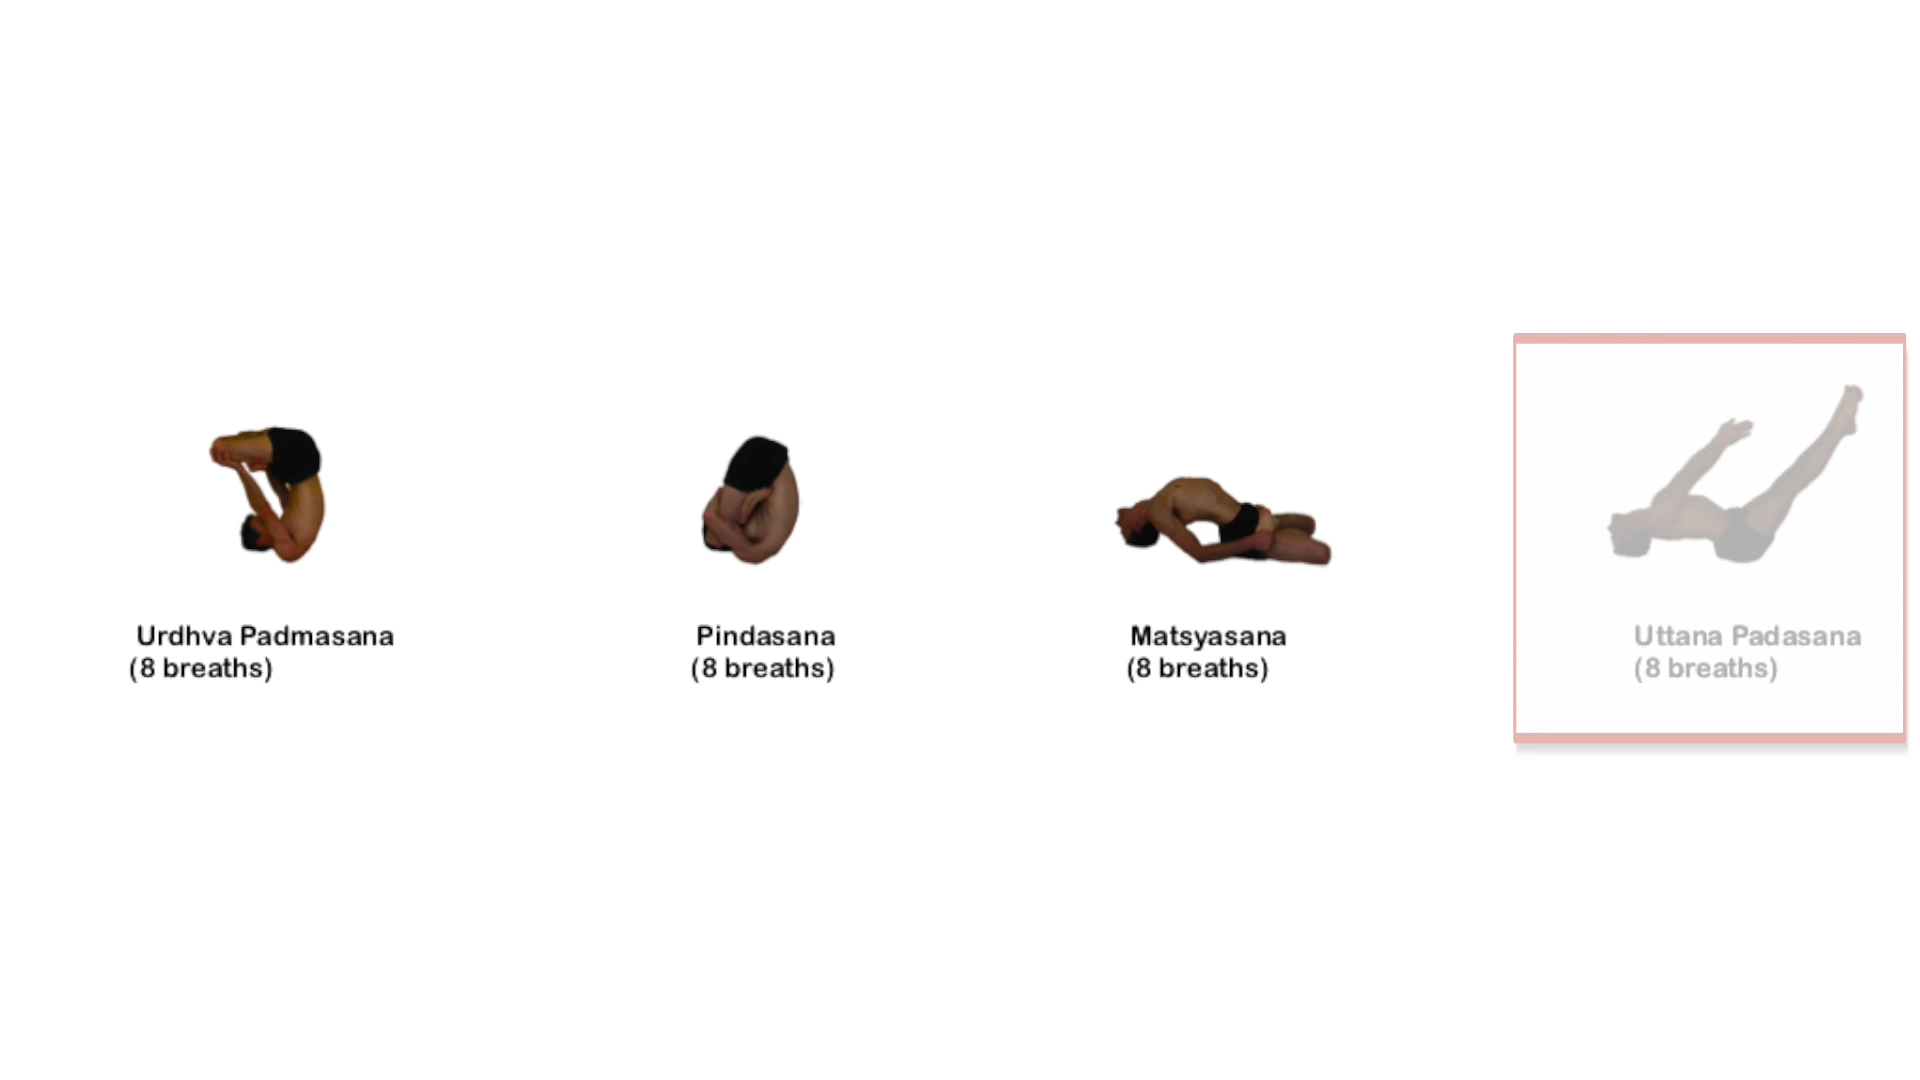 Urdhva Padmasana
(8 breaths)
Pindasana
(8 breaths)
Matsyasana
(8 breaths)
Uttana Padasana
(8 breaths)